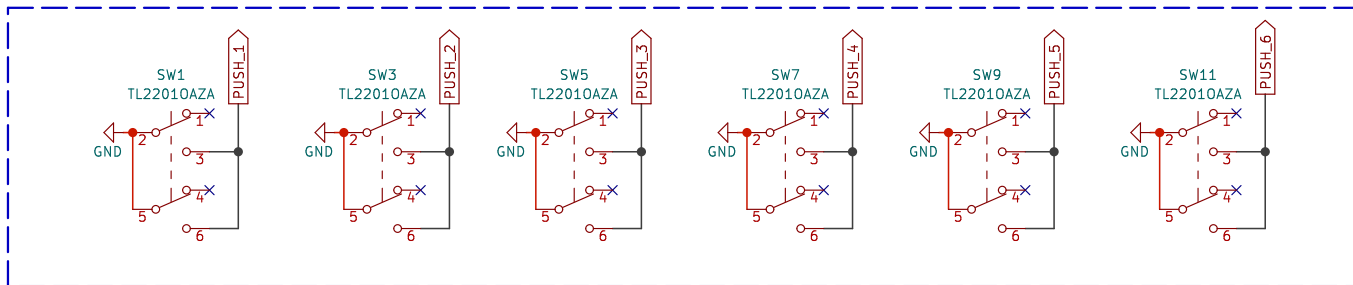 PUSH_1
PUSH_2
PUSH_3
PUSH_4
PUSH_5
PUSH_6
SW1
SW3
SW5
SW7
SW9
SW11
TL2201OAZA
TL2201OAZA
TL2201OAZA
TL2201OAZA
TL2201OAZA
TL2201OAZA
1
1
1
1
1
1
2
2
2
2
2
2
GND
GND
GND
GND
GND
GND
3
3
3
3
3
3
4
4
4
4
4
4
5
5
5
5
5
5
6
6
6
6
6
6